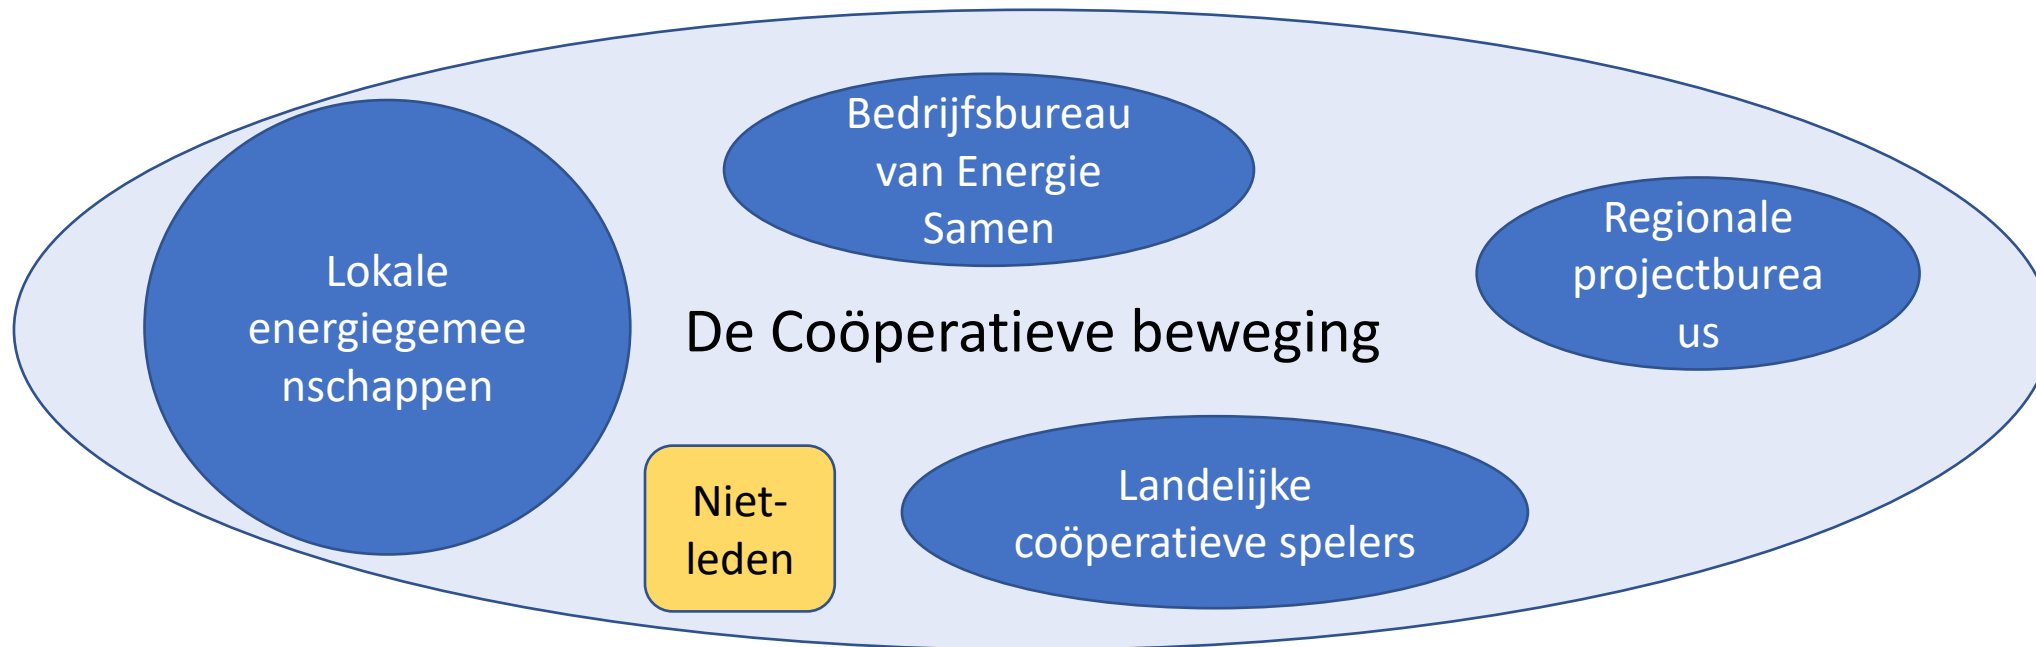 Bedrijfsbureau
van Energie
Samen
Regionale
projectburea
us
Lokale
energiegemee
nschappen
De Coöperatieve beweging
Niet-
leden
Landelijke
coöperatieve spelers